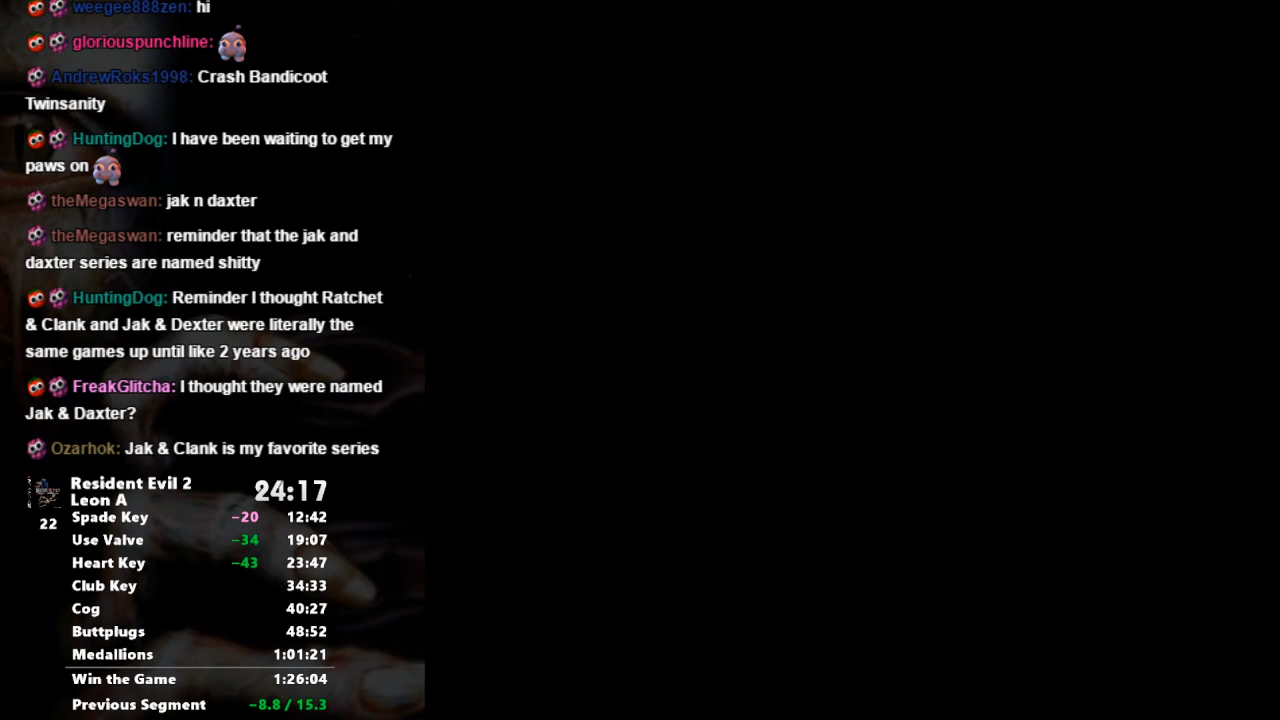 weegee888zen: hi
gloriouspunchline:
AndrewRoks1998: Crash Bandicoot
Twinsanity
HuntingDog: I have been waiting to get my
paws on
theMegaswan: jak n daxter
theMegaswan: reminder that the jak and
daxter series are named shitty
HuntingDog: Reminder I thought Ratchet
& Clank and Jak & Dexter were literally the
same games up until like 2 years ago
FreakGlitcha: I thought they were named
Jak & Daxter?
Ozarhok: Jak & Clank is my favorite series
Resident Evil 2
Leon A 24:17
22
Spade Key −20 12:42
Use Valve −34 19:07
Heart Key −43 23:47
Club Key 34:33
Cog 40:27
Buttplugs 48:52
Medallions 1:01:21
Win the Game 1:26:04
Previous Segment −8.8 / 15.3